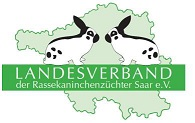 LANDESVERBAND
der Rassekaninchenzüchter Saar e.V.